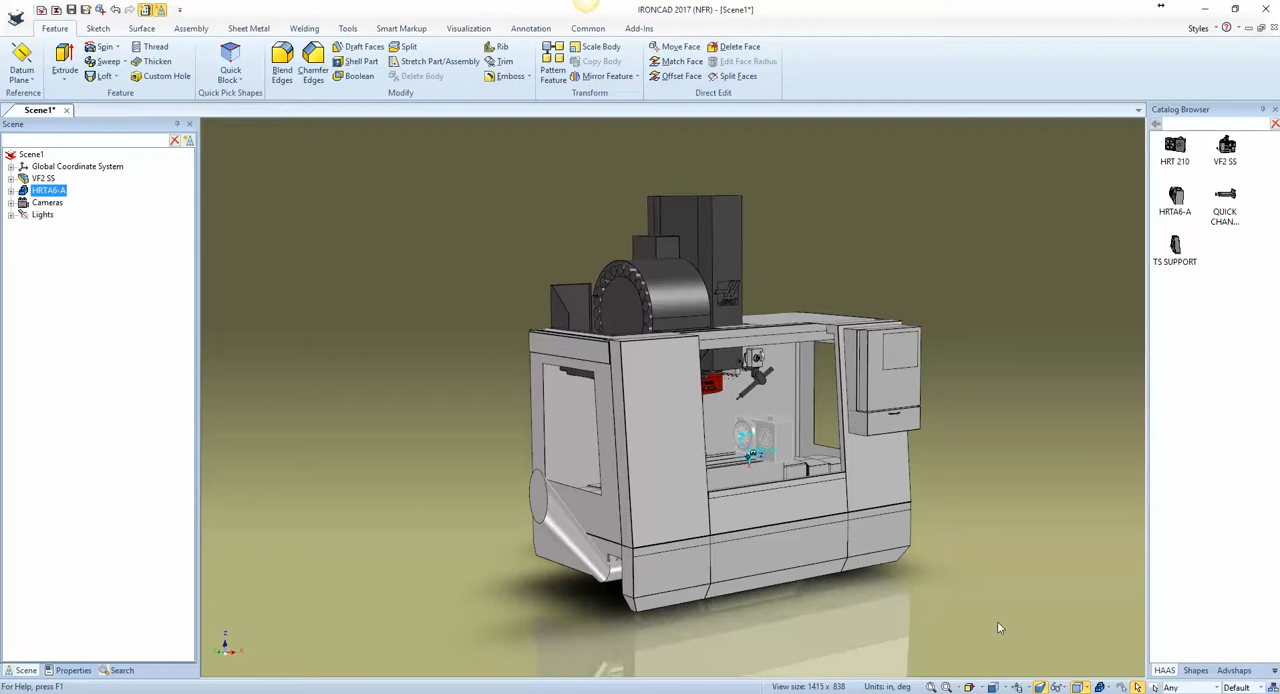 IRONCAD 2017 (NFR) - [Scene1*]
Feature Sketch Surface Assembly Sheet Metal Welding Tools Smart Markup Visualization Annotation Common Add-Ins Styles
Datum Plane Extrude Spin Sweep Loft Thread Thicken Custom Hole Quick Block Blend Edges Chamfer Edges Draft Faces Shell Part Boolean Split Stretch Part/Assembly Delete Body Rib Trim Emboss Pattern Feature Scale Body Copy Body Mirror Feature Move Face Match Face Offset Face Delete Face Edit Face Radius Split Faces
Reference Feature Quick Pick Shapes Modify Transform Direct Edit
Scene1*
Scene Catalog Browser
Scene1
Global Coordinate System
VF2 SS
HRTA6-A
Cameras
Lights
HRT 210 VF2 SS
HRTA6-A QUICK CHAN...
TS SUPPORT
Z
X
Scene Properties Search HAAS Shapes Advshaps
For Help, press F1 View size: 1415 x 838 Units: in, deg Any Default